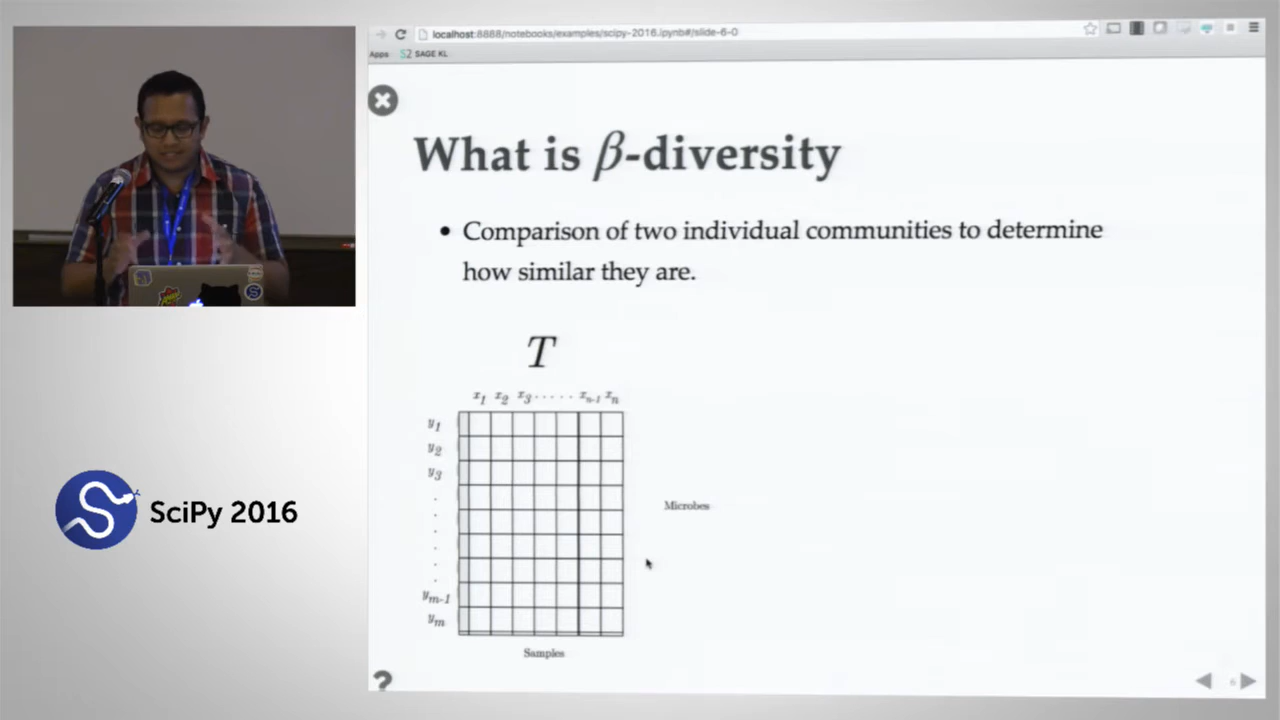 localhost:8888/notebooks/examples/scipy-2016.ipynb#/slide-6-0
Apps S2 SAGE KL
What is β-diversity
• Comparison of two individual communities to determine
how similar they are.
T
x1 x2 x3 · · · · · xn-1 xn
y1
y2
y3
.
.
.
.
.
.
ym-1
ym
Microbes
Samples
?
6
SciPy 2016